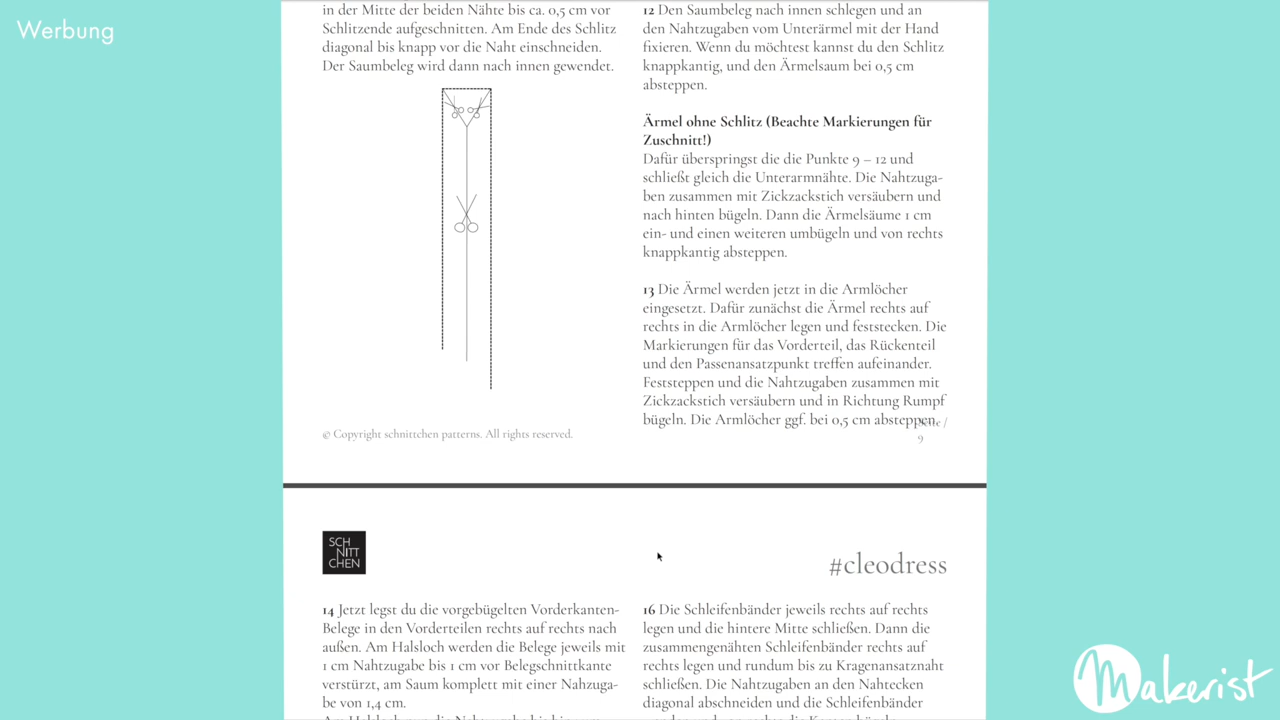 Werbung
in der Mitte der beiden Nähte bis ca. 0,5 cm vor
Schlitzende aufgeschnitten. Am Ende des Schlitz
diagonal bis knapp vor die Naht einschneiden.
Der Saumbeleg wird dann nach innen gewendet.
© Copyright schnittchen patterns. All rights reserved.
12 Den Saumbeleg nach innen schlegen und an
den Nahtzugaben vom Unterärmel mit der Hand
fixieren. Wenn du möchtest kannst du den Schlitz
knappkantig, und den Ärmelsaum bei 0,5 cm
absteppen.
Ärmel ohne Schlitz (Beachte Markierungen für
Zuschnitt!)
Dafür überspringst die die Punkte 9 – 12 und
schließt gleich die Unterarmnähte. Die Nahtzuga-
ben zusammen mit Zickzackstich versäubern und
nach hinten bügeln. Dann die Ärmelsäume 1 cm
ein- und einen weiteren umbügeln und von rechts
knappkantig absteppen.
13 Die Ärmel werden jetzt in die Armlöcher
eingesetzt. Dafür zunächst die Ärmel rechts auf
rechts in die Armlöcher legen und feststecken. Die
Markierungen für das Vorderteil, das Rückenteil
und den Passenansatzpunkt treffen aufeinander.
Feststeppen und die Nahtzugaben zusammen mit
Zickzackstich versäubern und in Richtung Rumpf
bügeln. Die Armlöcher ggf. bei 0,5 cm absteppen.
Seite /
9
SCH
NITT
CHEN
#cleodress
14 Jetzt legst du die vorgebügelten Vorderkanten-
Belege in den Vorderteilen rechts auf rechts nach
außen. Am Halsloch werden die Belege jeweils mit
1 cm Nahtzugabe bis 1 cm vor Belegschnittkante
verstürzt, am Saum komplett mit einer Nahzuga-
be von 1,4 cm.
16 Die Schleifenbänder jeweils rechts auf rechts
legen und die hintere Mitte schließen. Dann die
zusammengenähten Schleifenbänder rechts auf
rechts legen und rundum bis zu Kragenansatznaht
schließen. Die Nahtzugaben an den Nahtecken
diagonal abschneiden und die Schleifenbänder
Makerist